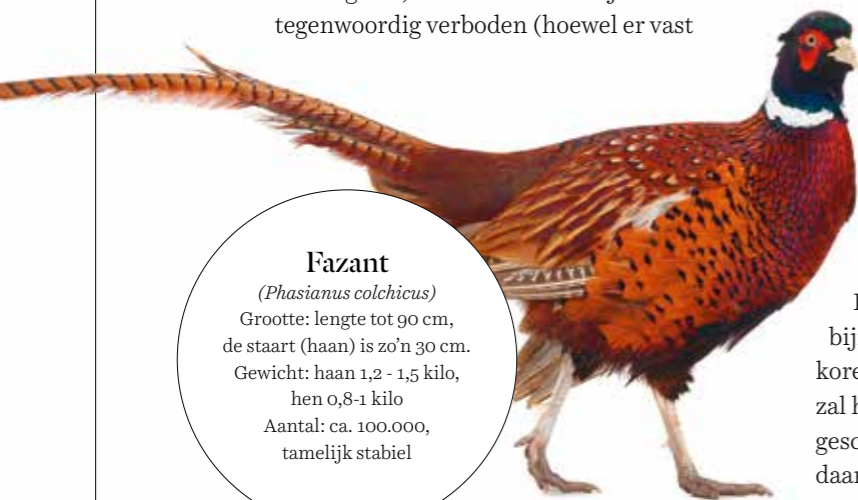 tegenwoordig verboden (hoewel er vast
Fazant
(Phasianus colchicus)
Grootte: lengte tot 90 cm,
de staart (haan) is zo’n 30 cm.
Gewicht: haan 1,2 - 1,5 kilo,
hen 0,8-1 kilo
Aantal: ca. 100.000,
tamelijk stabiel
zal h
daar